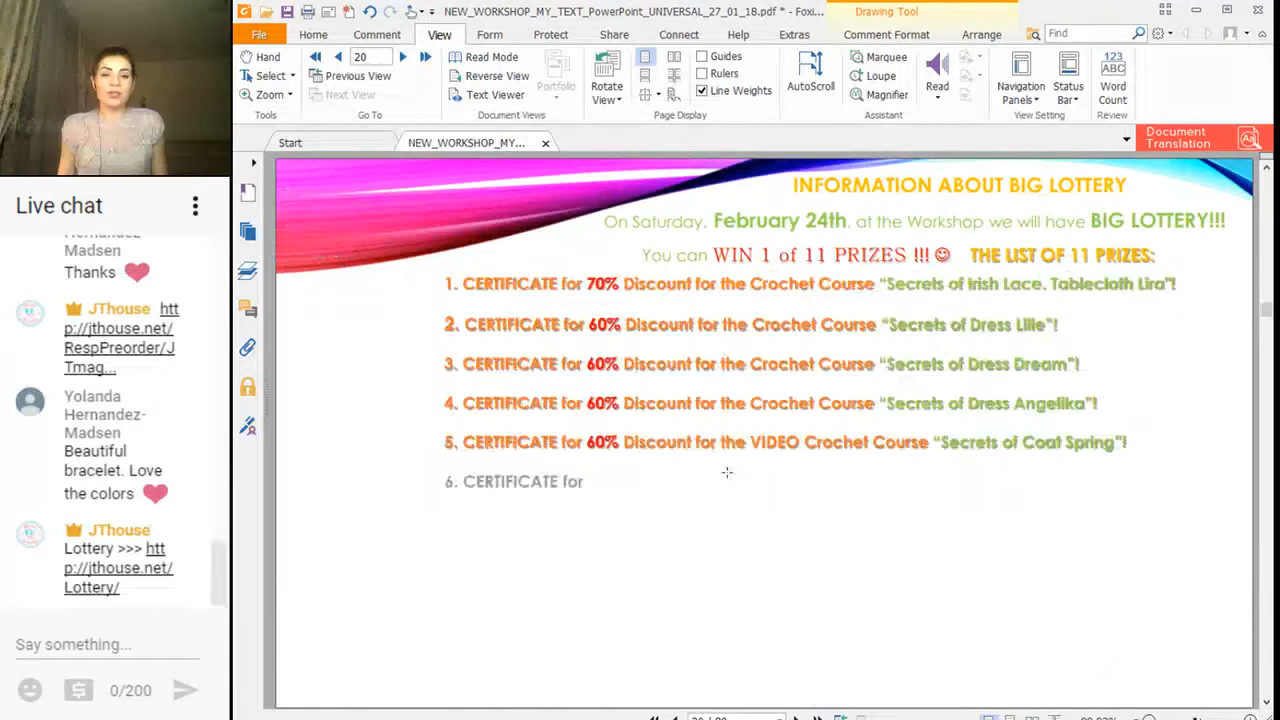 NEW_WORKSHOP_MY_TEXT_PowerPoint_UNIVERSAL_27_01_18.pdf * - Foxi...
Drawing Tool
File
Home
Comment
View
Form
Protect
Share
Connect
Help
Extras
Comment Format
Arrange
Find
Hand
Select
Zoom
Tools
20
Previous View
Next View
Go To
Read Mode
Reverse View
Text Viewer
Document Views
Portfolio
Rotate
View
Guides
Rulers
Line Weights
Page Display
AutoScroll
Marquee
Loupe
Magnifier
Assistant
Read
Navigation
Panels
Status
Bar
View Setting
123
ABC
Word
Count
Review
Start
NEW_WORKSHOP_MY...
Document
Translation
Live chat
Madsen
Thanks
JThouse htt
p://jthouse.net/
RespPreorder/J
Tmag...
Yolanda
Hernandez-
Madsen
Beautiful
bracelet. Love
the colors
JThouse
Lottery >>> htt
p://jthouse.net/
Lottery/
Say something...
0/200
INFORMATION ABOUT BIG LOTTERY
On Saturday, February 24th, at the Workshop we will have BIG LOTTERY!!!
You can WIN 1 of 11 PRIZES !!! ☺ THE LIST OF 11 PRIZES:
1. CERTIFICATE for 70% Discount for the Crochet Course “Secrets of Irish Lace. Tablecloth Lira”!
2. CERTIFICATE for 60% Discount for the Crochet Course “Secrets of Dress Lille”!
3. CERTIFICATE for 60% Discount for the Crochet Course “Secrets of Dress Dream”!
4. CERTIFICATE for 60% Discount for the Crochet Course “Secrets of Dress Angelika”!
5. CERTIFICATE for 60% Discount for the VIDEO Crochet Course “Secrets of Coat Spring”!
6. CERTIFICATE for